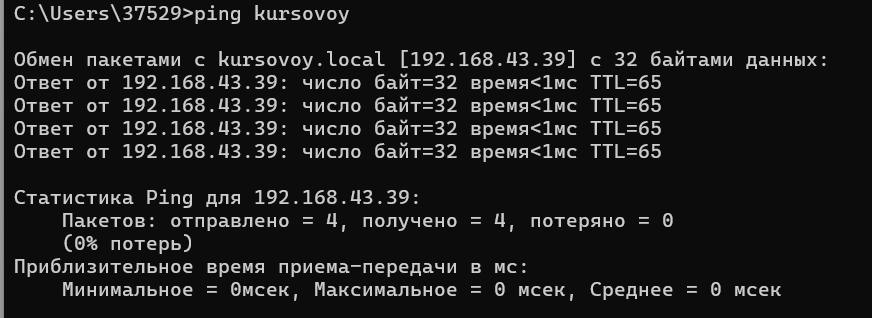 C:\Users\37529>ping kursovoy
Обмен пакетами с kursovoy.local [192.168.43.39] с 32 байтами данных:
Ответ от 192.168.43.39: число байт=32 время<1мс TTL=65
Ответ от 192.168.43.39: число байт=32 время<1мс TTL=65
Ответ от 192.168.43.39: число байт=32 время<1мс TTL=65
Ответ от 192.168.43.39: число байт=32 время<1мс TTL=65
Статистика Ping для 192.168.43.39:
Пакетов: отправлено = 4, получено = 4, потеряно = 0
(0% потерь)
Приблизительное время приема-передачи в мс:
Минимальное = 0мсек, Максимальное = 0 мсек, Среднее = 0 мсек